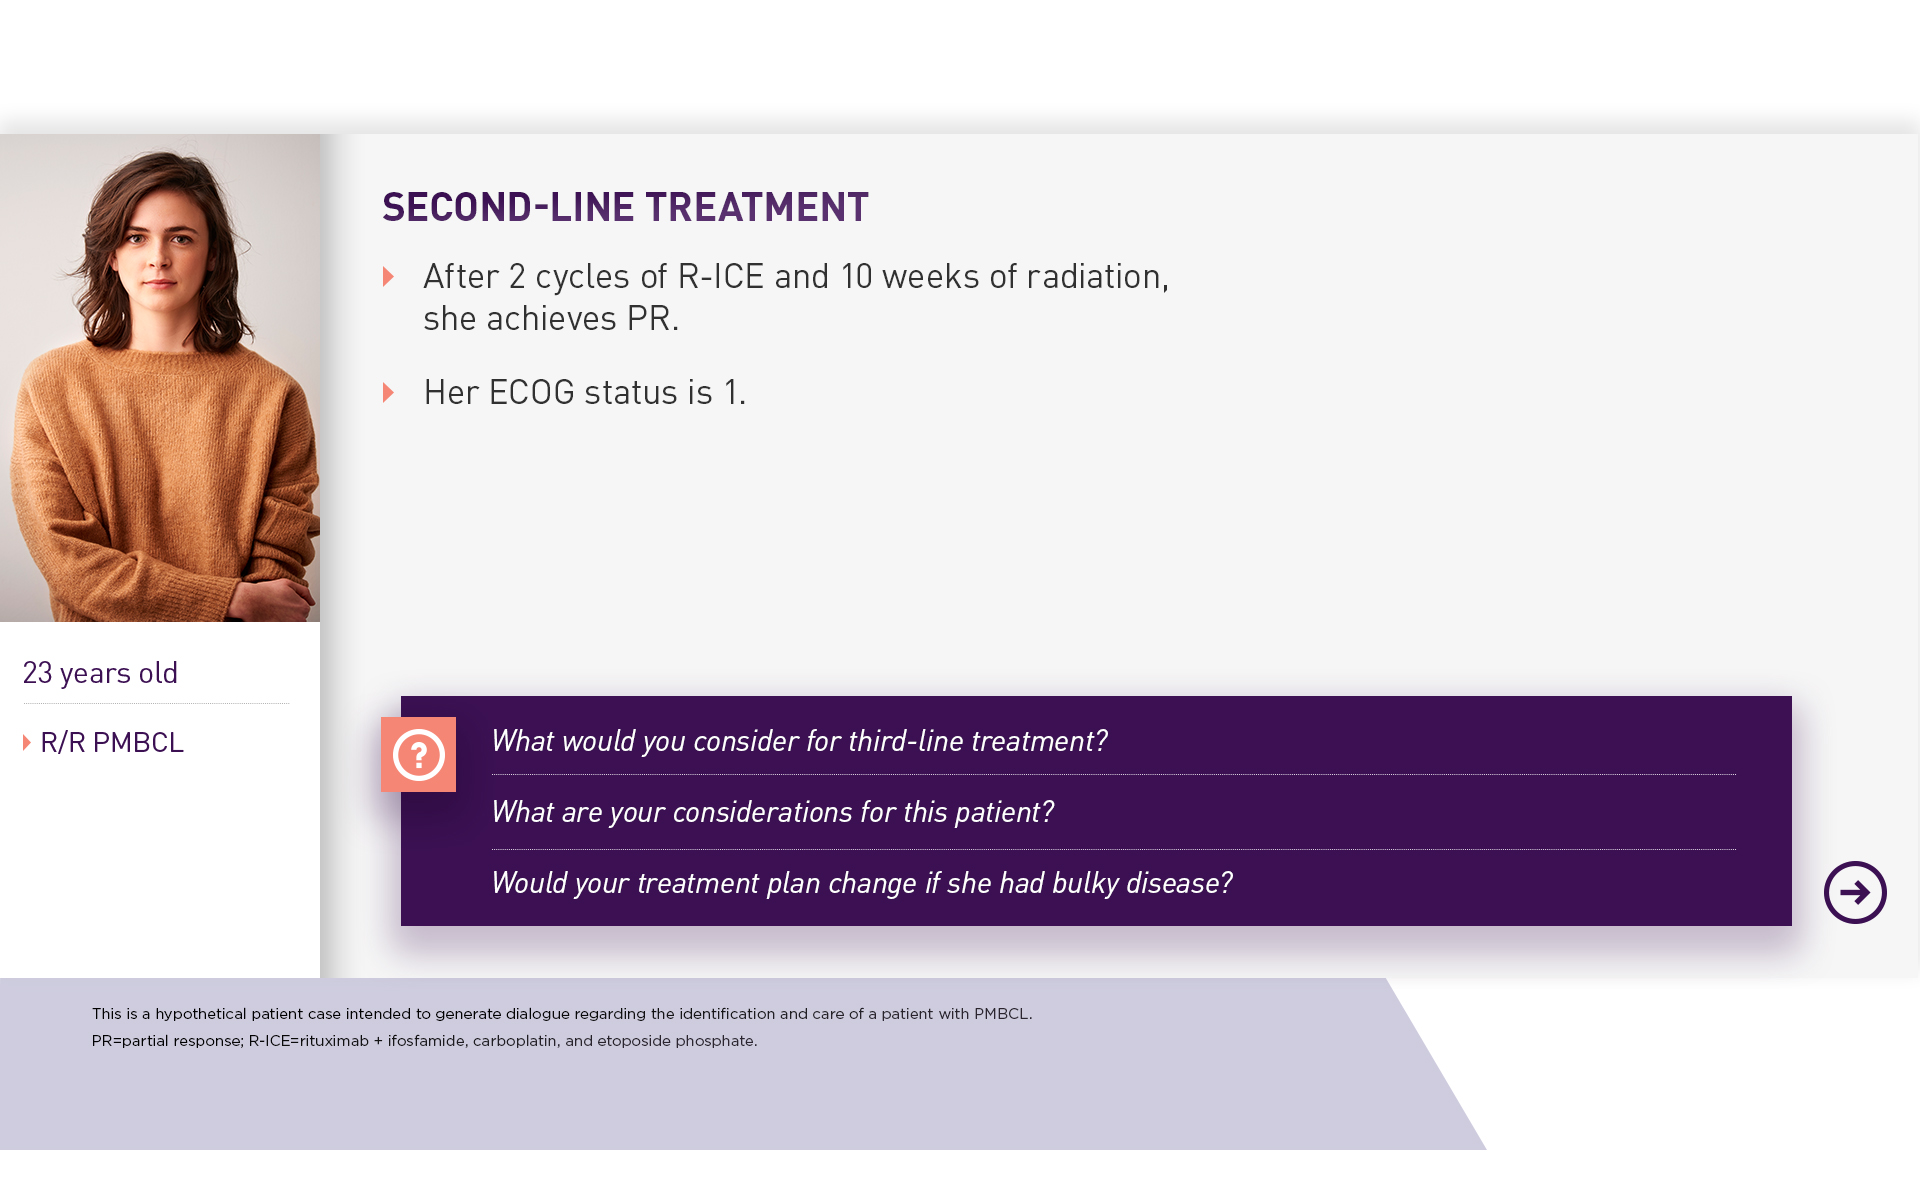 SECOND-LINE TREATMENT
After 2 cycles of R-ICE and 10 weeks of radiation,
she achieves PR.
Her ECOG status is 1.
23 years old
R/R PMBCL
?
What would you consider for third-line treatment?
What are your considerations for this patient?
Would your treatment plan change if she had bulky disease?
This is a hypothetical patient case intended to generate dialogue regarding the identification and care of a patient with PMBCL.
PR=partial response; R-ICE=rituximab + ifosfamide, carboplatin, and etoposide phosphate.